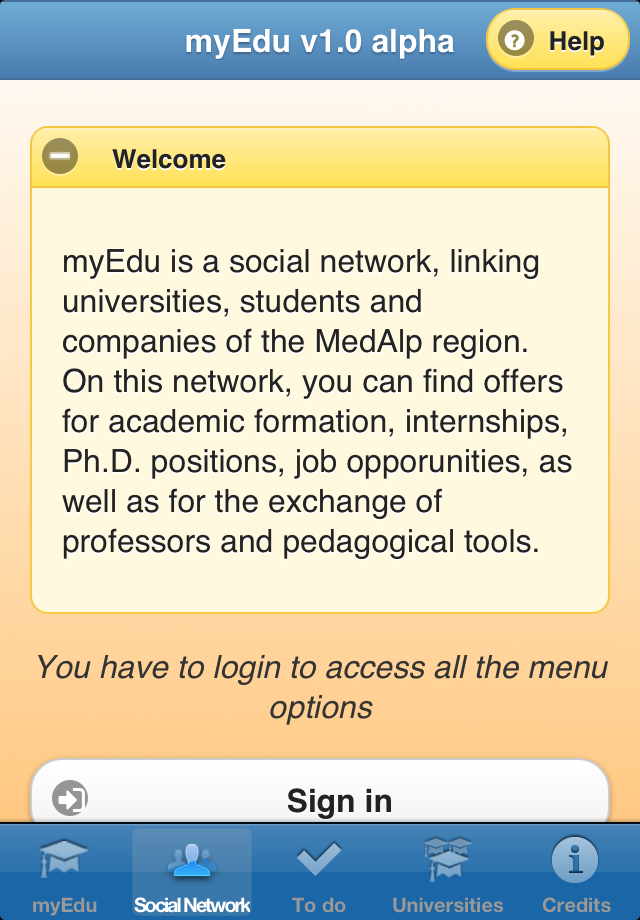 myEdu v1.0 alpha
Help
Welcome
myEdu is a social network, linking
universities, students and
companies of the MedAlp region.
On this network, you can find offers
for academic formation, internships,
Ph.D. positions, job opporunities, as
well as for the exchange of
professors and pedagogical tools.
You have to login to access all the menu
options
Sign in
myEdu
Social Network
To do
Universities
Credits